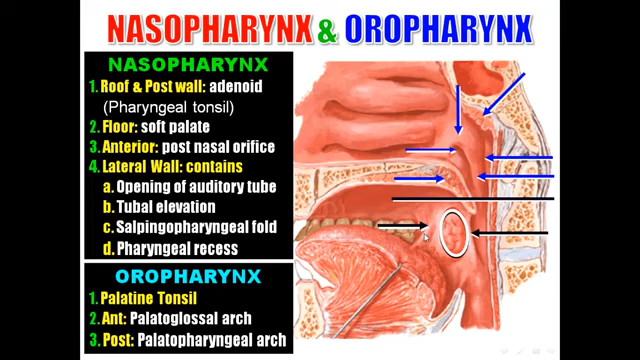 NASOPHARYNX & OROPHARYNX
NASOPHARYNX
1. Roof & Post wall: adenoid
(Pharyngeal tonsil)
2. Floor: soft palate
3. Anterior: post nasal orifice
4. Lateral Wall: contains
a. Opening of auditory tube
b. Tubal elevation
c. Salpingopharyngeal fold
d. Pharyngeal recess
OROPHARYNX
1. Palatine Tonsil
2. Ant: Palatoglossal arch
3. Post: Palatopharyngeal arch